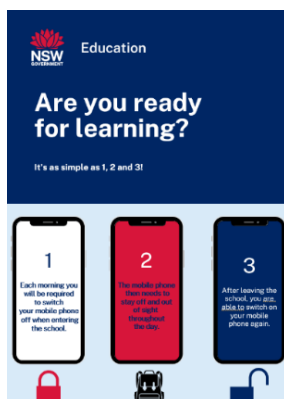 NSW
GOVERNMENT
Education
Are you ready
for learning?
It's as simple as 1, 2 and 3!
1
Each morning you
will be required
to switch
your mobile phone
off when entering
the school.
2
The mobile phone
then needs to
stay off and out
of sight
throughout
the day.
3
After leaving the
school, you are
able to switch on
your mobile
phone again.